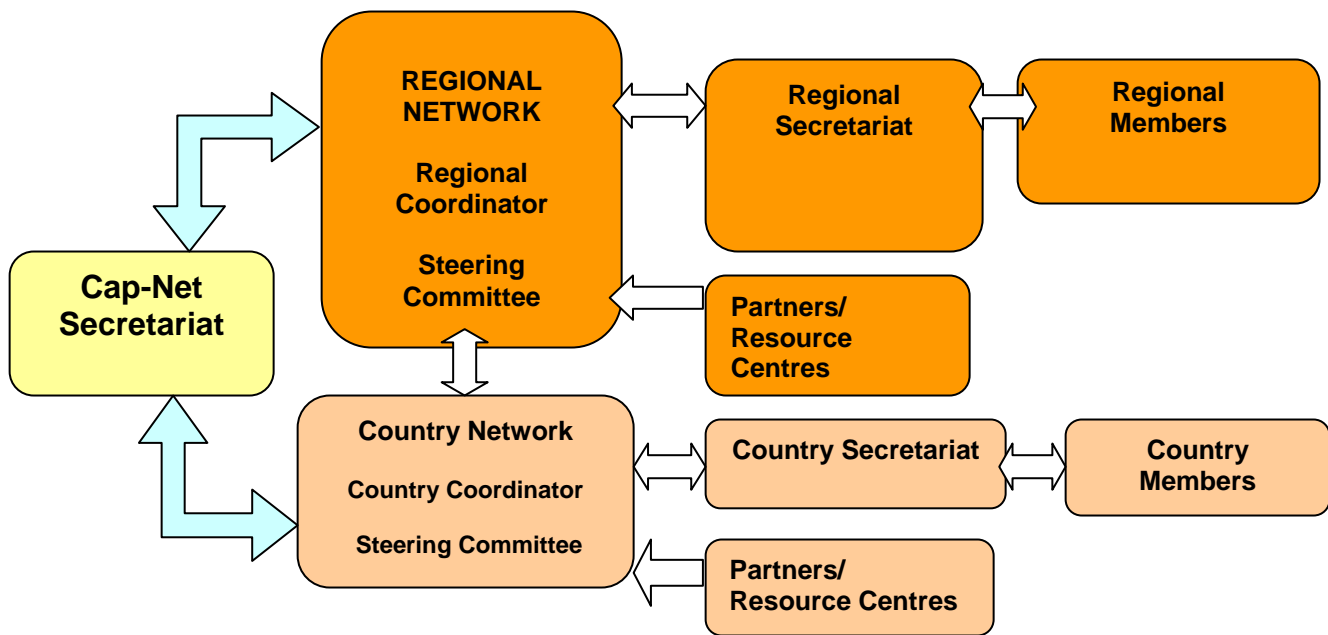 REGIONAL
NETWORK
Regional
Coordinator
Steering
Committee
Regional
Secretariat
Regional
Members
Partners/
Resource
Centres
Cap-Net
Secretariat
Country Network
Country Coordinator
Steering Committee
Country Secretariat
Country
Members
Partners/
Resource Centres